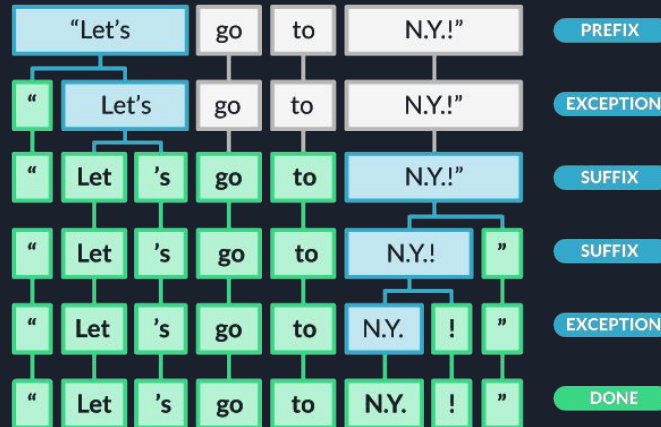 “Let’s go to N.Y.!” PREFIX
“ Let’s go to N.Y.!” EXCEPTION
“ Let ’s go to N.Y.!” SUFFIX
“ Let ’s go to N.Y.! ” SUFFIX
“ Let ’s go to N.Y. ! ” EXCEPTION
“ Let ’s go to N.Y. ! ” DONE